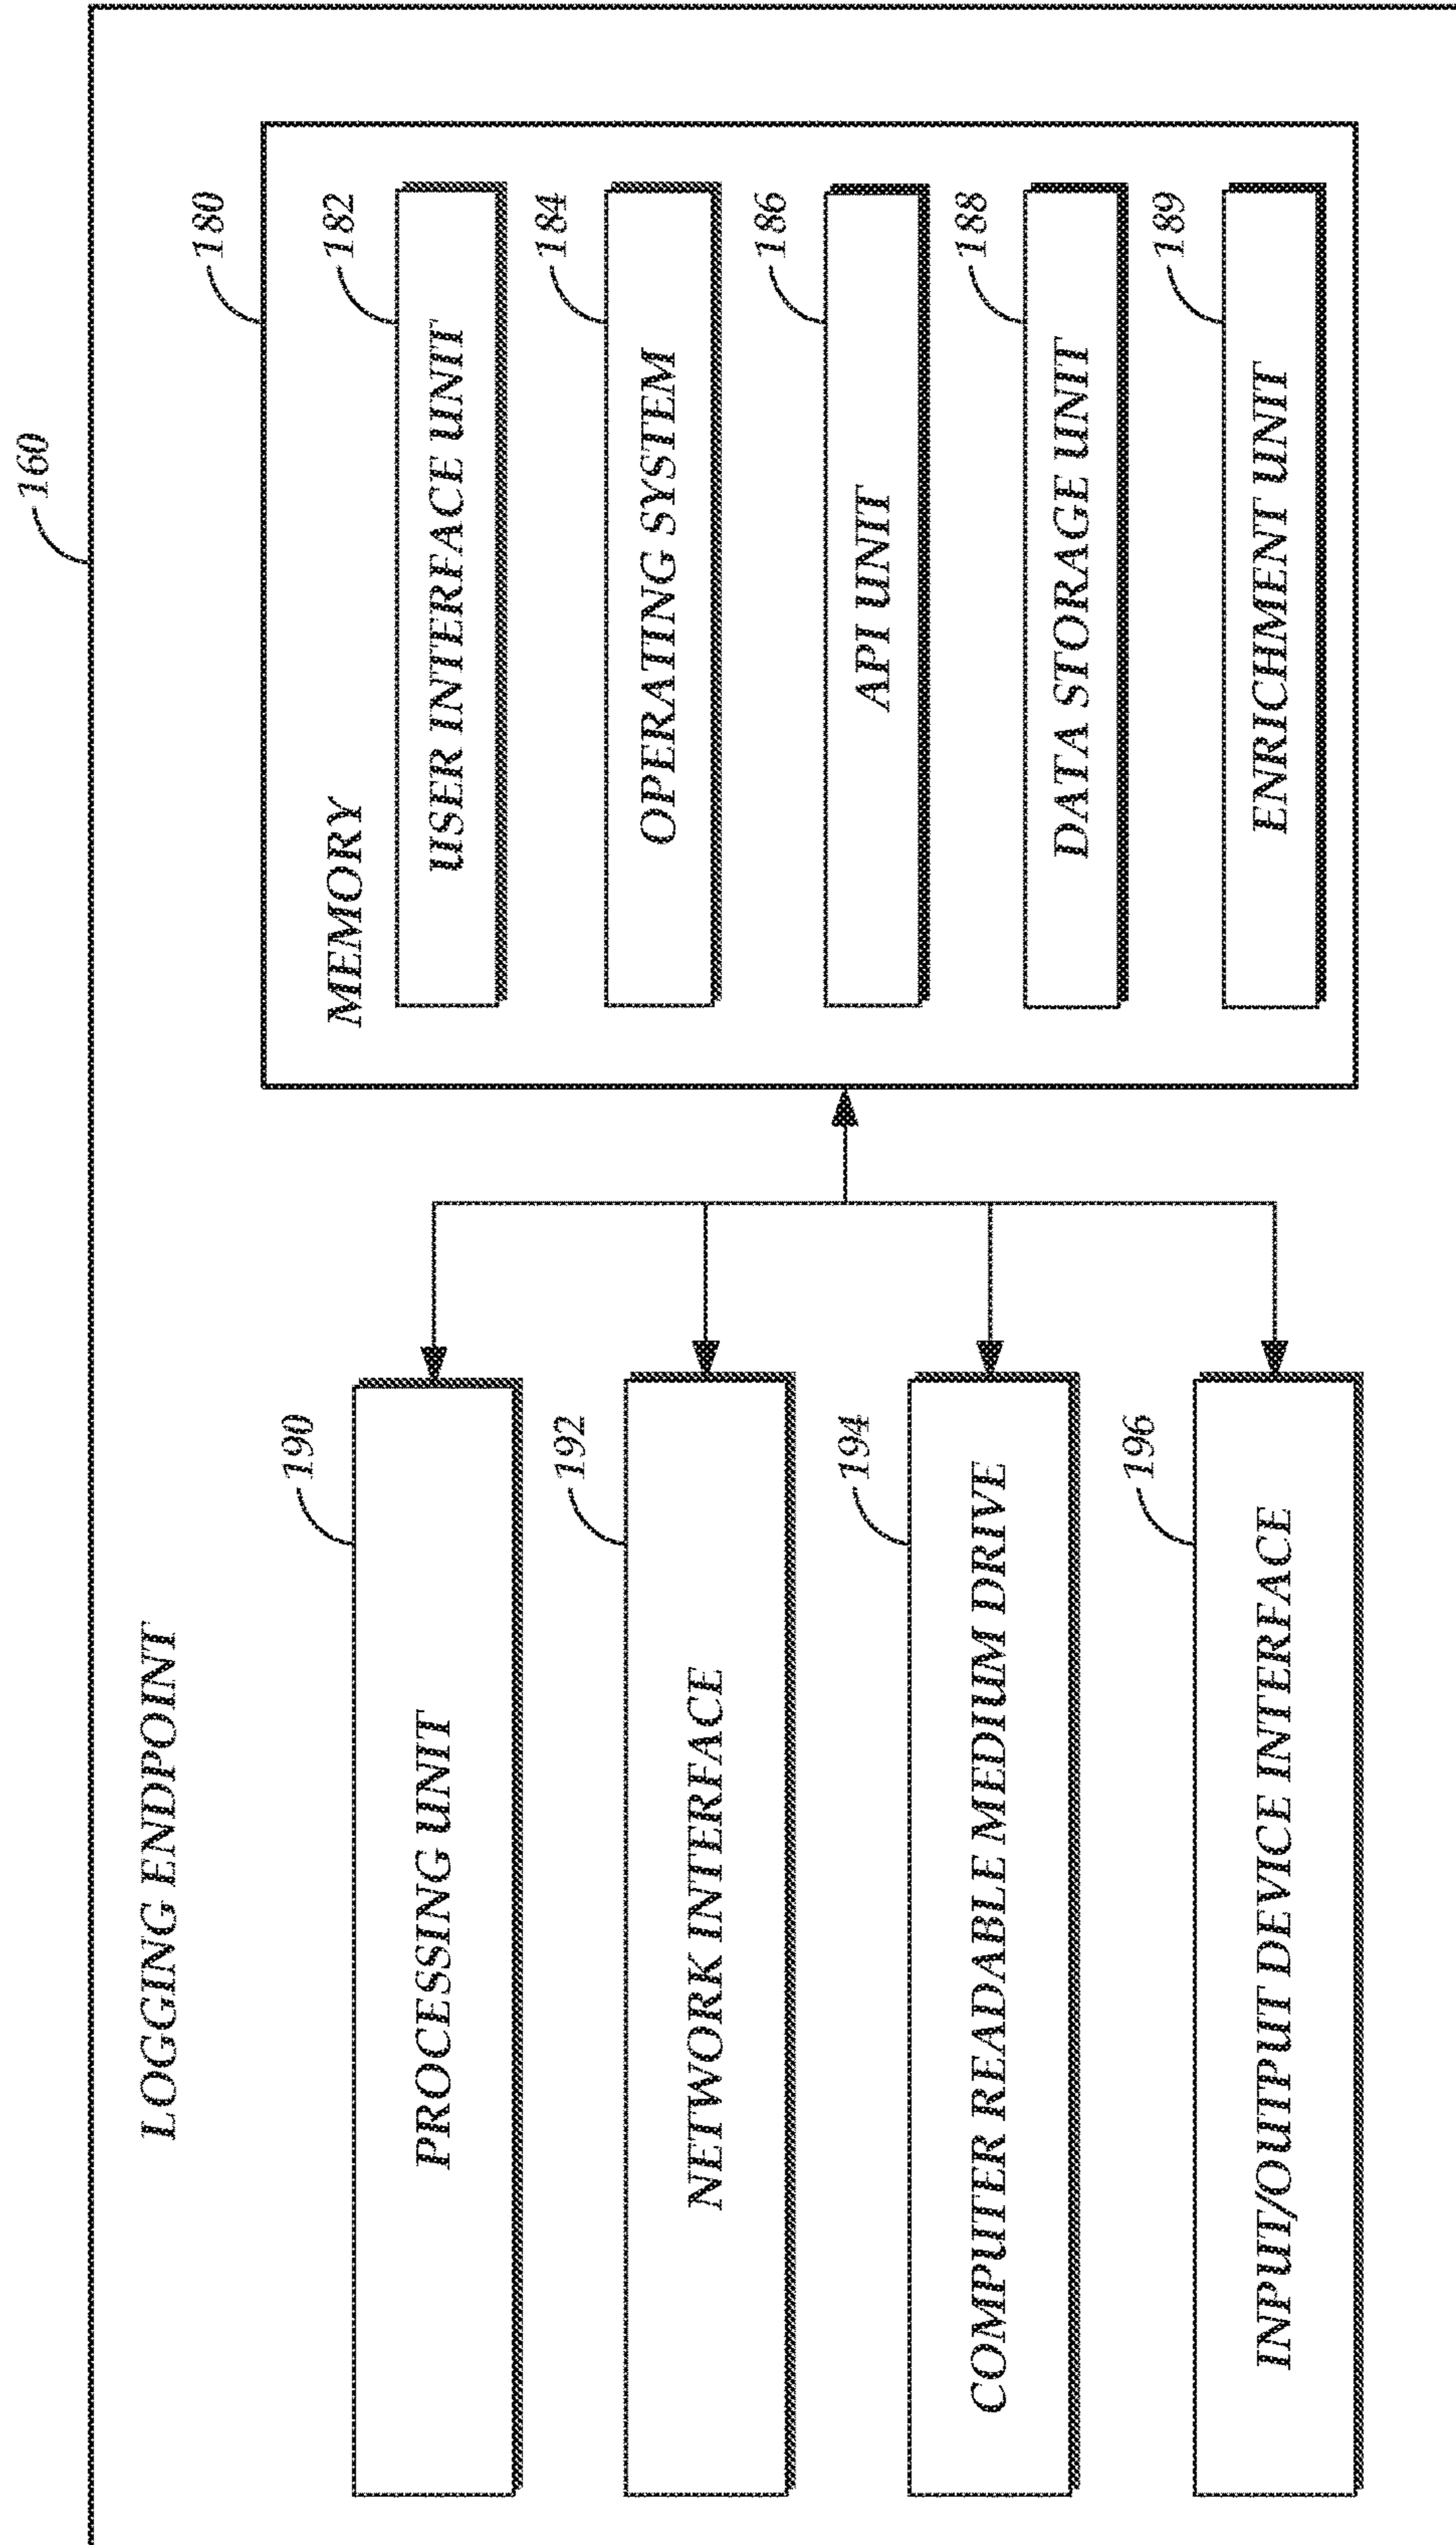 160
LOGGING ENDPOINT
190
PROCESSING UNIT
192
NETWORK INTERFACE
194
COMPUTER READABLE MEDIUM DRIVE
196
INPUT/OUTPUT DEVICE INTERFACE
180
MEMORY
182
USER INTERFACE UNIT
184
OPERATING SYSTEM
186
API UNIT
188
DATA STORAGE UNIT
189
ENRICHMENT UNIT